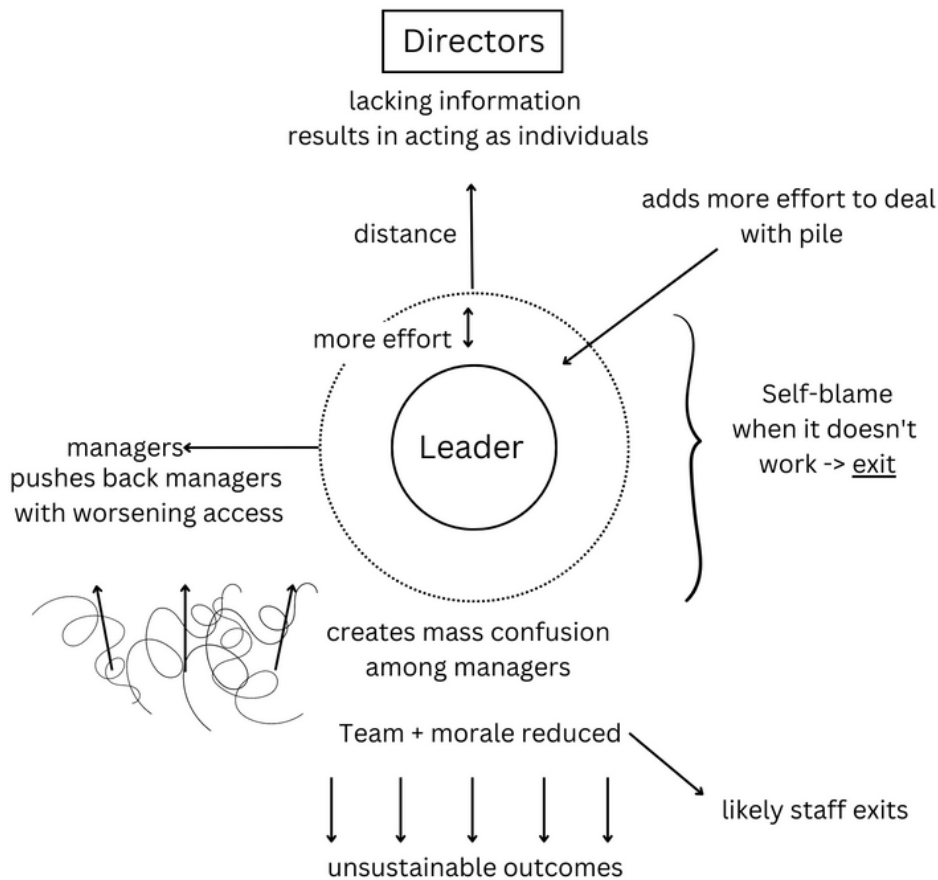 Directors
lacking information
results in acting as individuals
adds more effort to deal
with pile
distance
more effort
Leader
Self-blame
when it doesn't
work -> exit
managers
pushes back managers
with worsening access
creates mass confusion
among managers
Team + morale reduced
likely staff exits
unsustainable outcomes